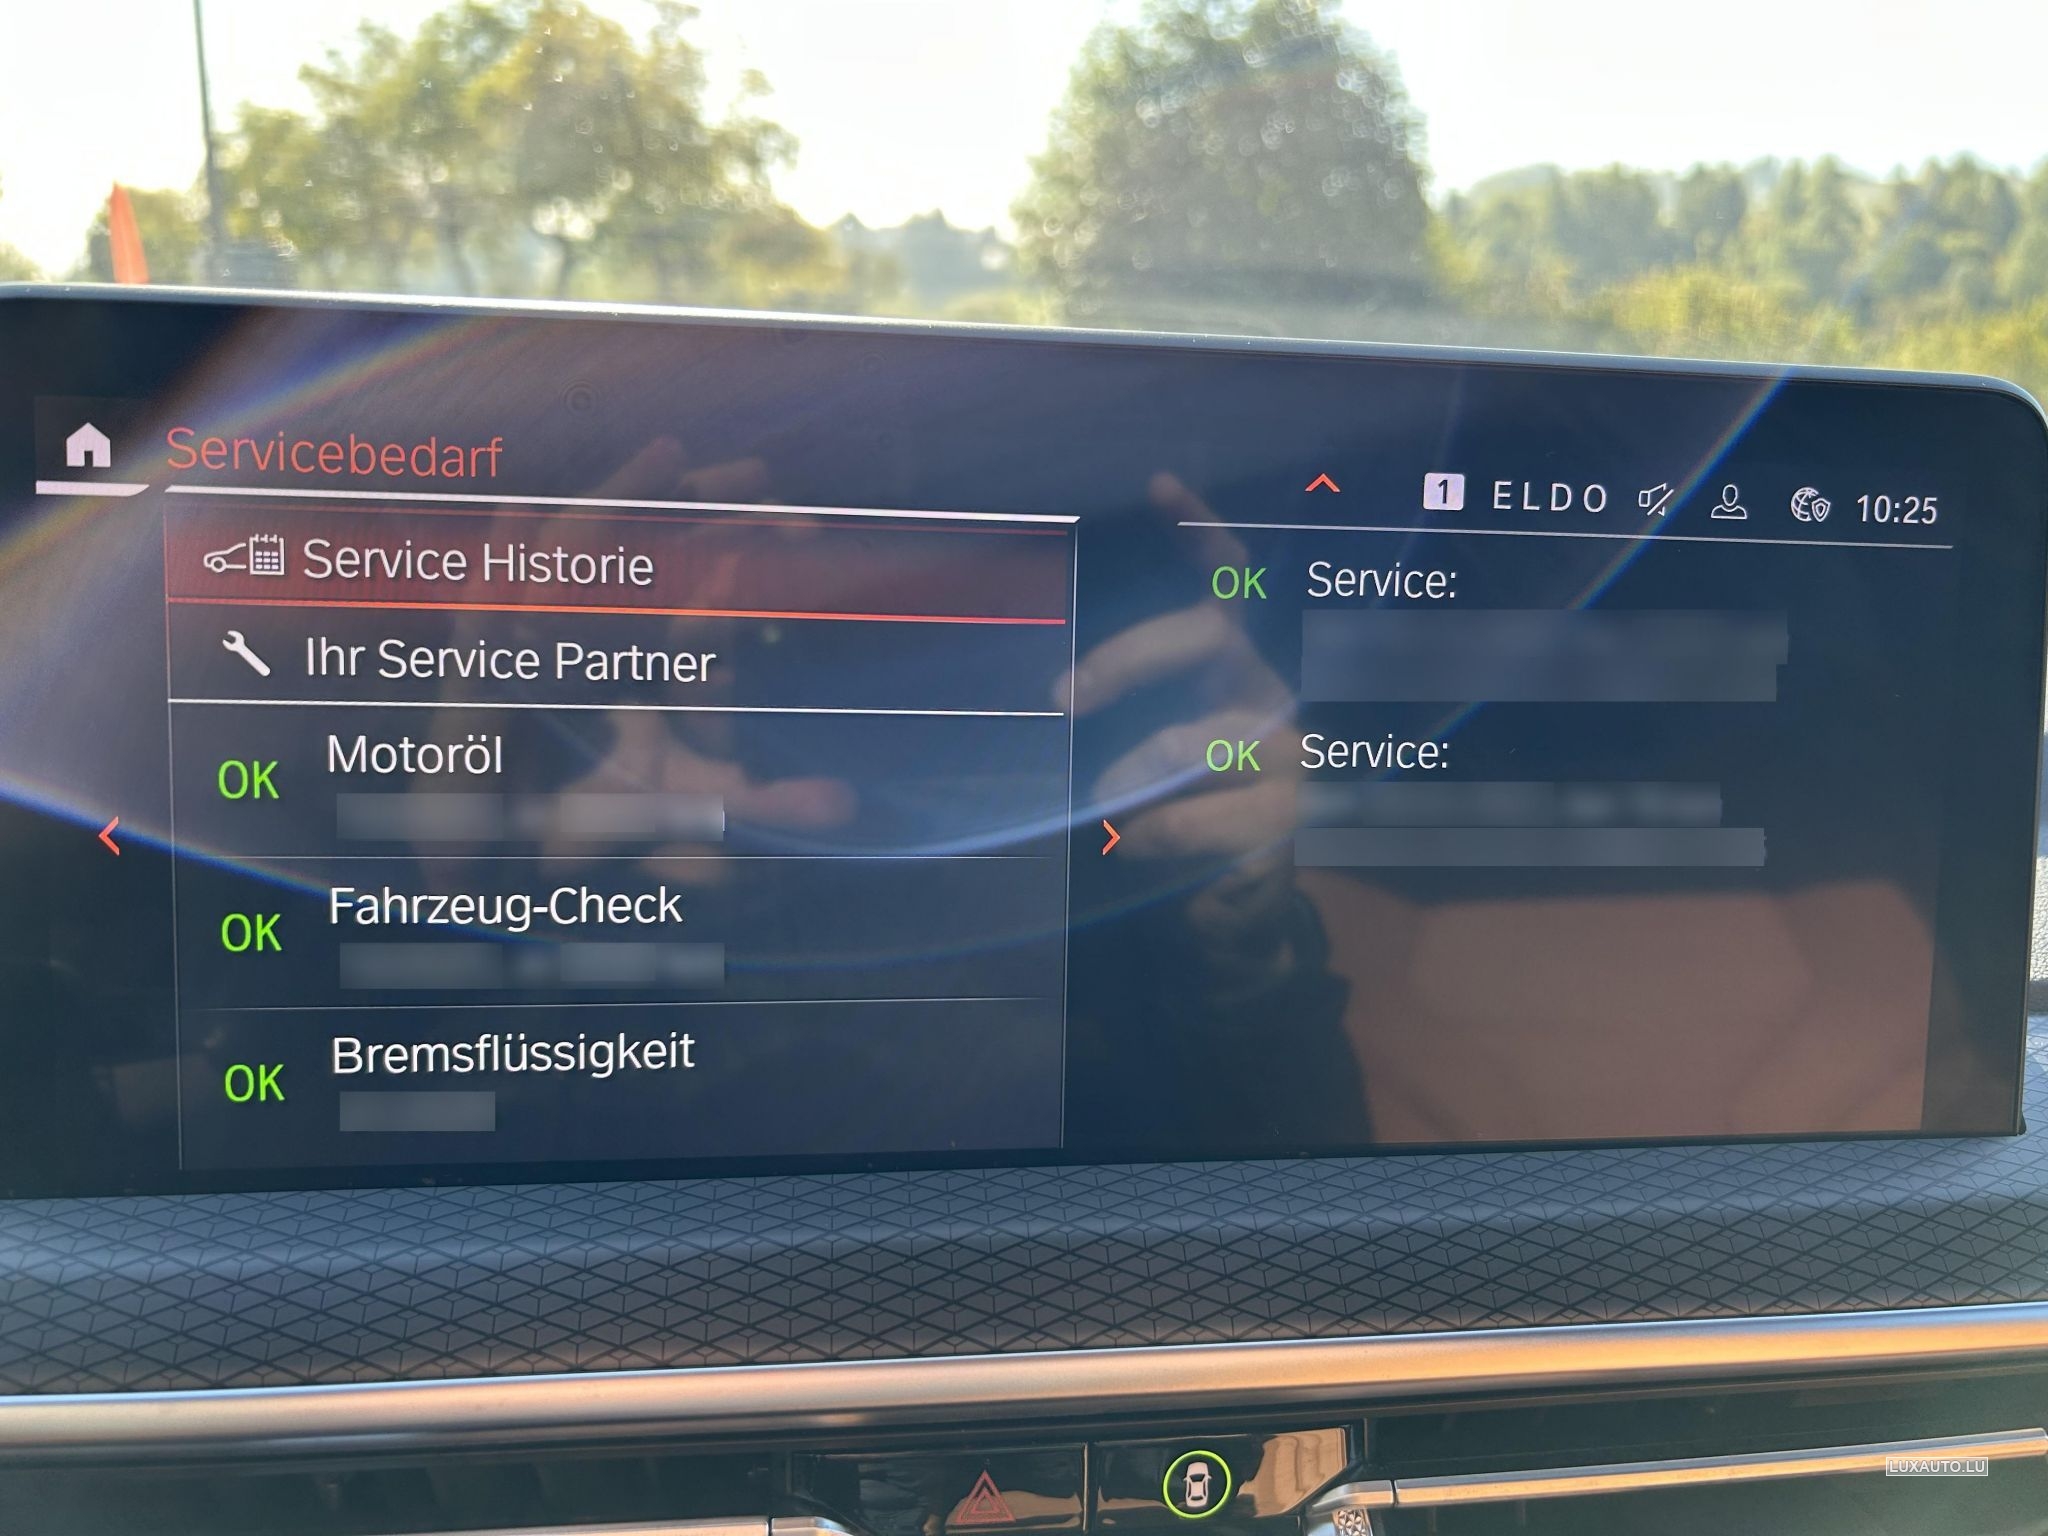 Servicebedarf
1 ELDO 10:25
Service Historie
Ihr Service Partner
OK Motoröl
OK Fahrzeug-Check
OK Bremsflüssigkeit
OK Service:
OK Service:
LUXAUTO.LU